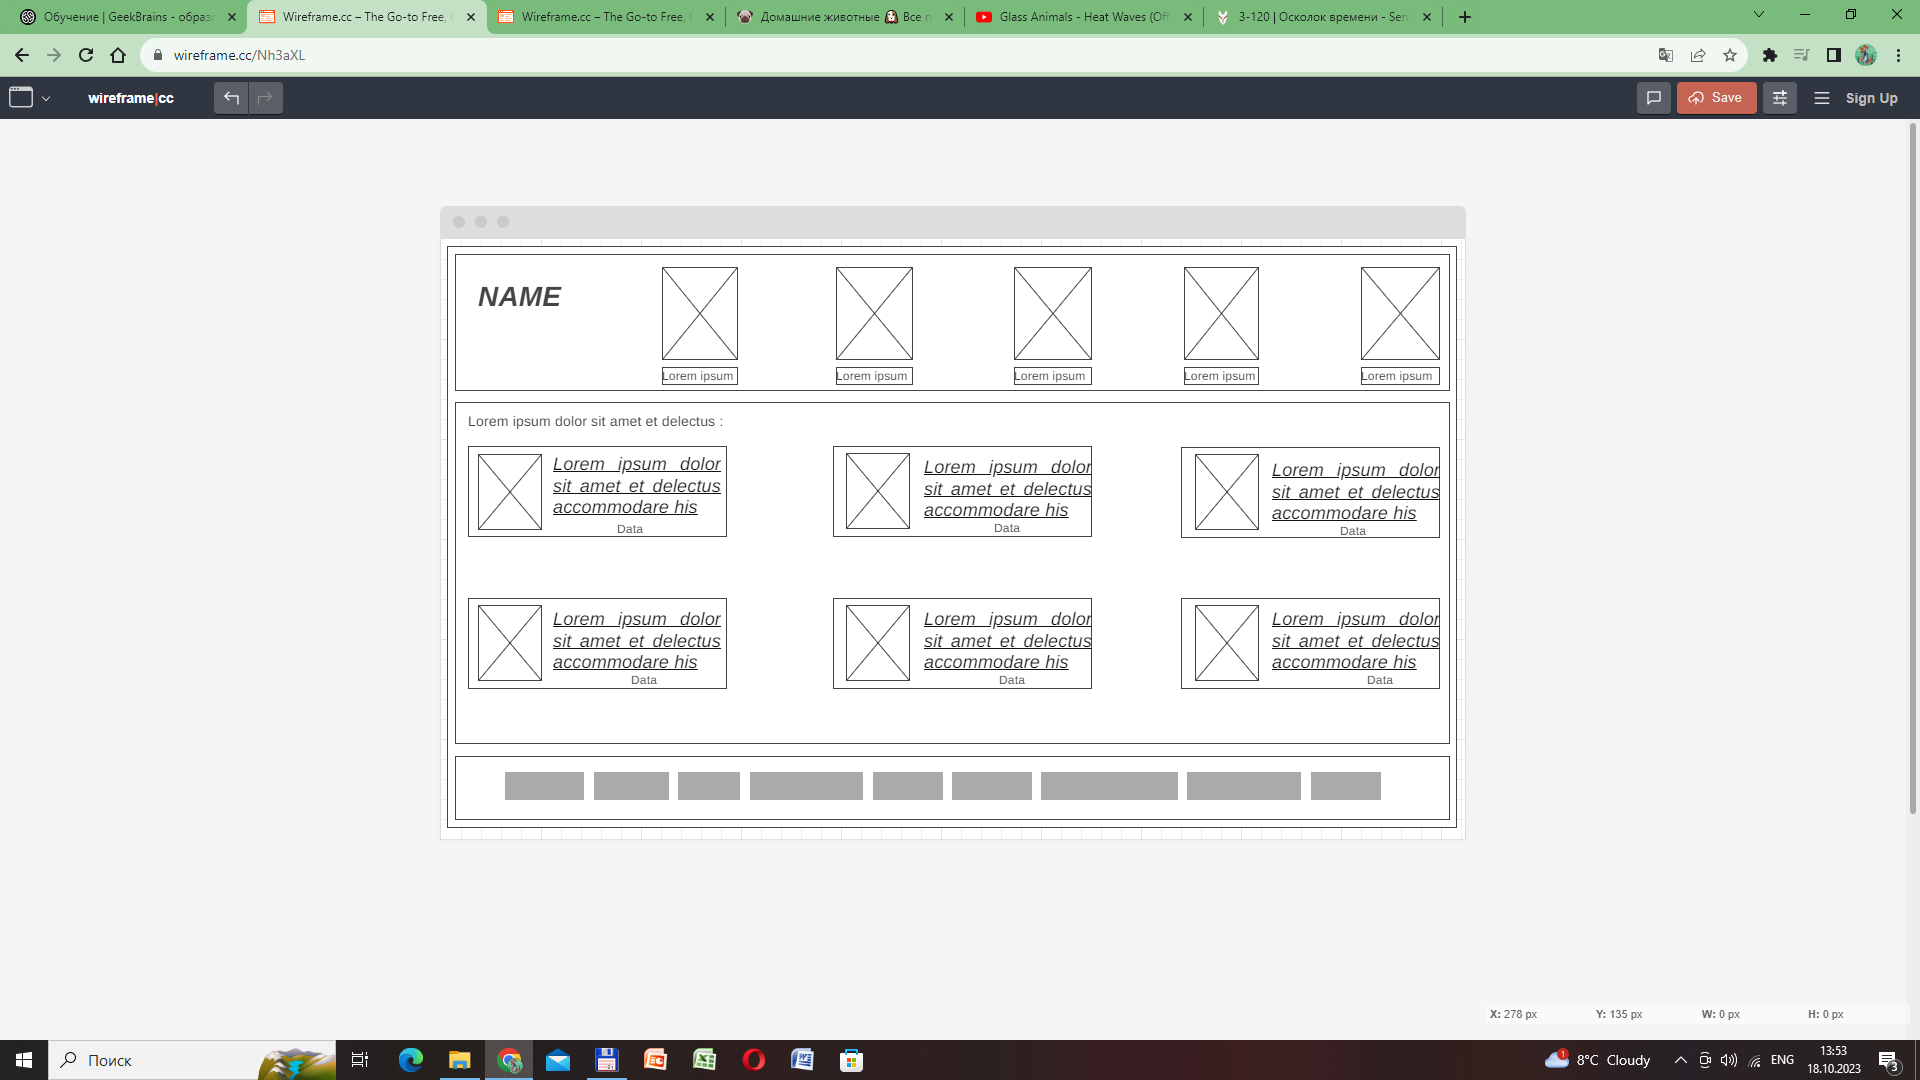 Обучение | GeekBrains - образо
Wireframe.cc – The Go-to Free,
Wireframe.cc – The Go-to Free,
Домашние животные Все п
Glass Animals - Heat Waves (Off
3-120 | Осколок времени - Ser
wireframe.cc/Nh3aXL
wireframe|cc
Save
Sign Up
NAME
Lorem ipsum
Lorem ipsum
Lorem ipsum
Lorem ipsum
Lorem ipsum
Lorem ipsum dolor sit amet et delectus :
Lorem ipsum dolor
sit amet et delectus
accommodare his
Data
Lorem ipsum dolor
sit amet et delectus
accommodare his
Data
Lorem ipsum dolor
sit amet et delectus
accommodare his
Data
Lorem ipsum dolor
sit amet et delectus
accommodare his
Data
Lorem ipsum dolor
sit amet et delectus
accommodare his
Data
Lorem ipsum dolor
sit amet et delectus
accommodare his
Data
X: 278 px Y: 135 px W: 0 px H: 0 px
Поиск
1
8°C Cloudy
ENG
13:53
18.10.2023
3